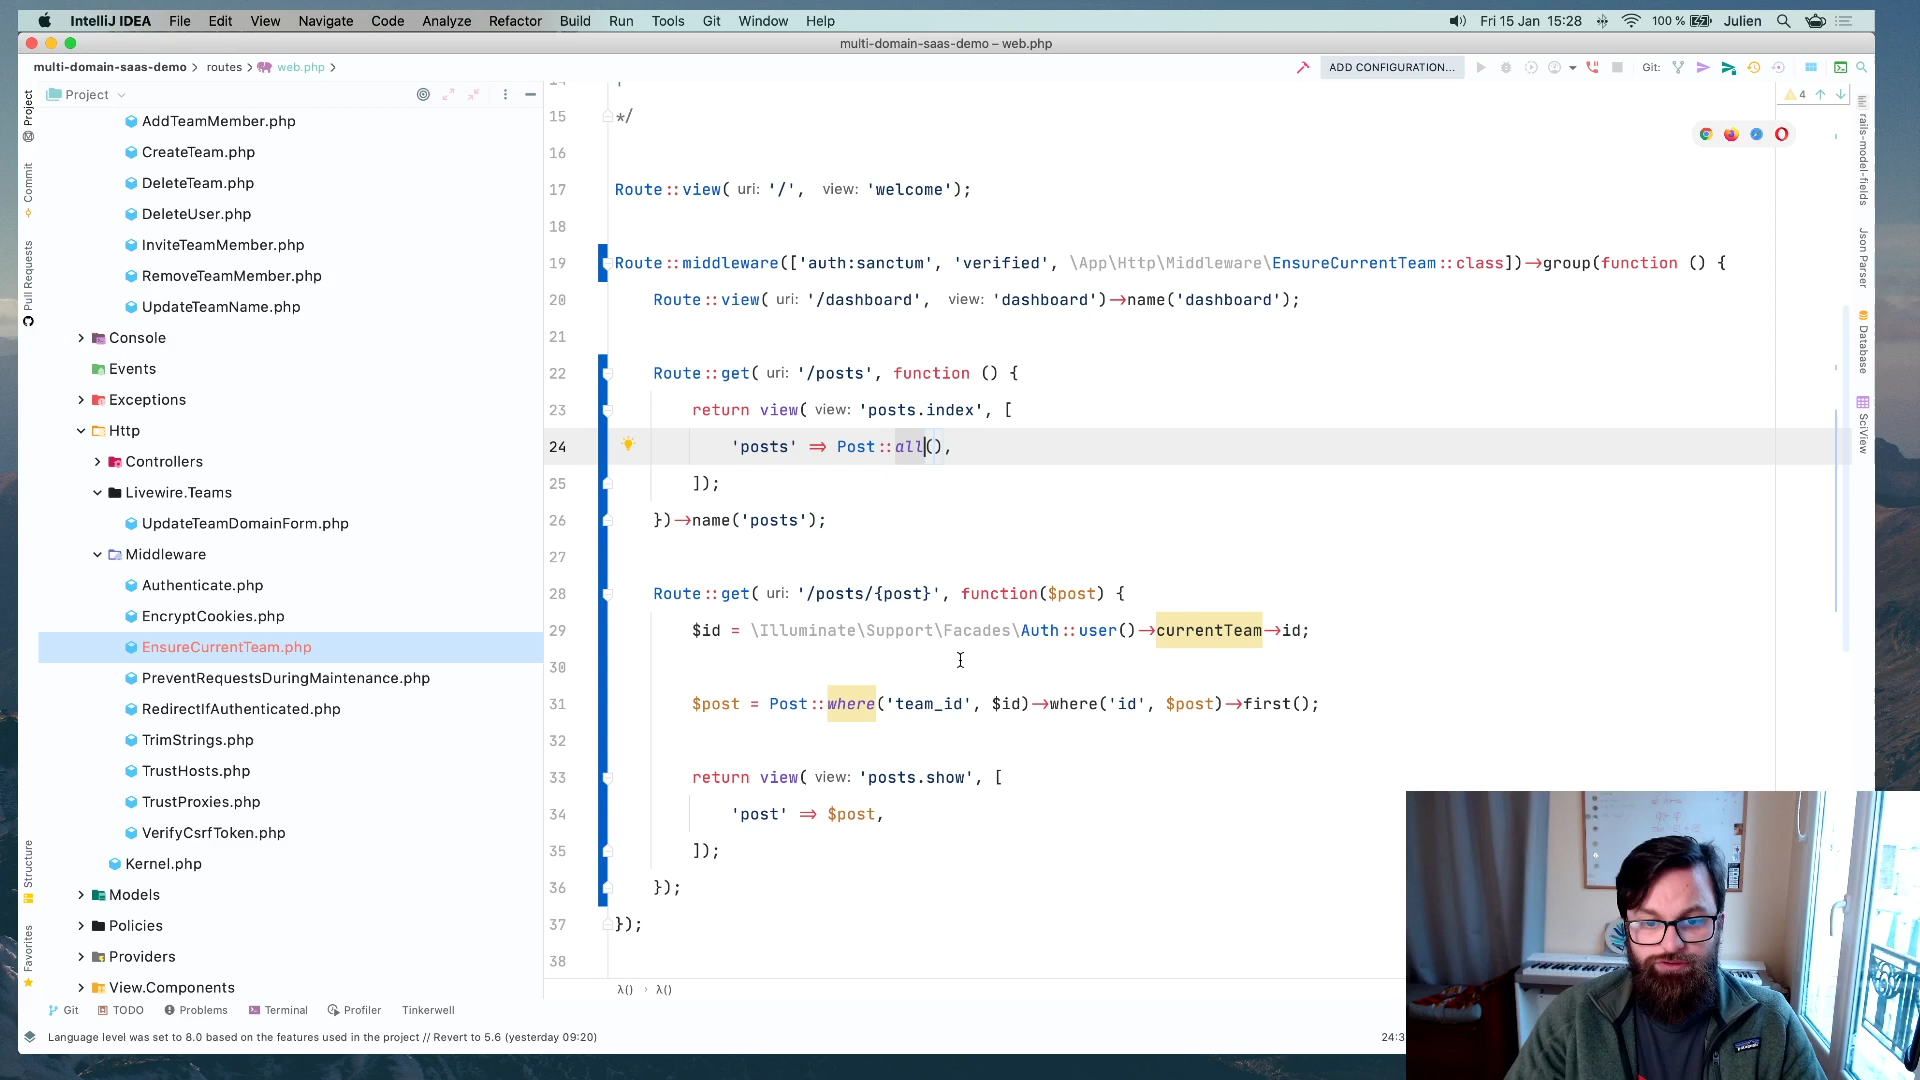 IntelliJ IDEA File Edit View Navigate Code Analyze Refactor Build Run Tools Git Window Help Fri 15 Jan 15:28 100 % Julien
multi-domain-saas-demo – web.php
multi-domain-saas-demo routes web.php ADD CONFIGURATION... Git:
Project
4
Project
Commit
Pull Requests
Structure
Favorites
AddTeamMember.php
CreateTeam.php
DeleteTeam.php
DeleteUser.php
InviteTeamMember.php
RemoveTeamMember.php
UpdateTeamName.php
Console
Events
Exceptions
Http
Controllers
Livewire.Teams
UpdateTeamDomainForm.php
Middleware
Authenticate.php
EncryptCookies.php
EnsureCurrentTeam.php
PreventRequestsDuringMaintenance.php
RedirectIfAuthenticated.php
TrimStrings.php
TrustHosts.php
TrustProxies.php
VerifyCsrfToken.php
Kernel.php
Models
Policies
Providers
View.Components
15 */
16
17 Route::view( uri: '/', view: 'welcome');
18
19 Route::middleware(['auth:sanctum', 'verified', \App\Http\Middleware\EnsureCurrentTeam::class])->group(function () {
20 Route::view( uri: '/dashboard', view: 'dashboard')->name('dashboard');
21
22 Route::get( uri: '/posts', function () {
23 return view( view: 'posts.index', [
24 'posts' => Post::all(),
25 ]);
26 })->name('posts');
27
28 Route::get( uri: '/posts/{post}', function($post) {
29 $id = \Illuminate\Support\Facades\Auth::user()->currentTeam->id;
30
31 $post = Post::where('team_id', $id)->where('id', $post)->first();
32
33 return view( view: 'posts.show', [
34 'post' => $post,
35 ]);
36 });
37 });
38
λ() › λ()
rails-model-fields
Json Parser
Database
SciView
Git TODO Problems Terminal Profiler Tinkerwell
Language level was set to 8.0 based on the features used in the project // Revert to 5.6 (yesterday 09:20) 24:3